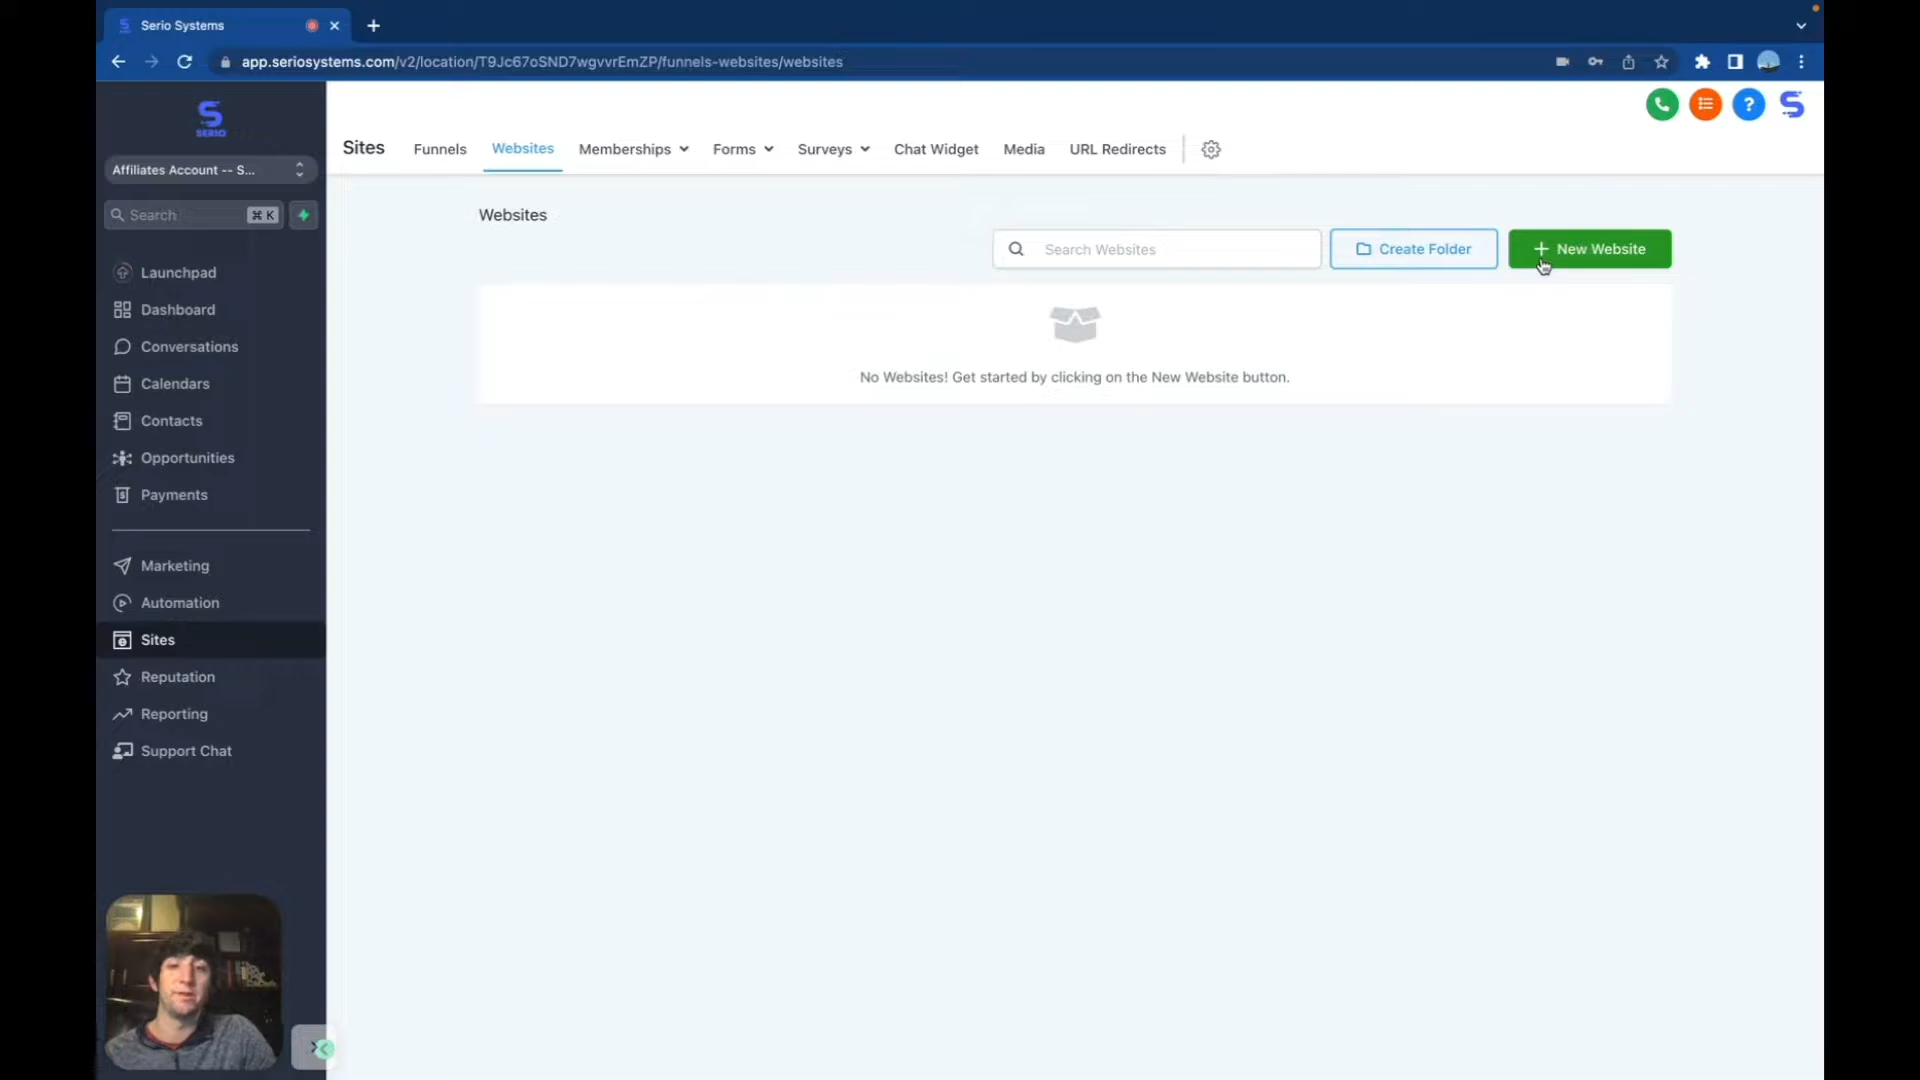 Serio Systems
app.seriosystems.com/v2/location/T9Jc67oSND7wgvvrEmZP/funnels-websites/websites
SERIO
Sites Funnels Websites Memberships Forms Surveys Chat Widget Media URL Redirects
Affiliates Account -- S...
Search ⌘ K
Websites
Search Websites Create Folder + New Website
No Websites! Get started by clicking on the New Website button.
Launchpad
Dashboard
Conversations
Calendars
Contacts
Opportunities
Payments
Marketing
Automation
Sites
Reputation
Reporting
Support Chat